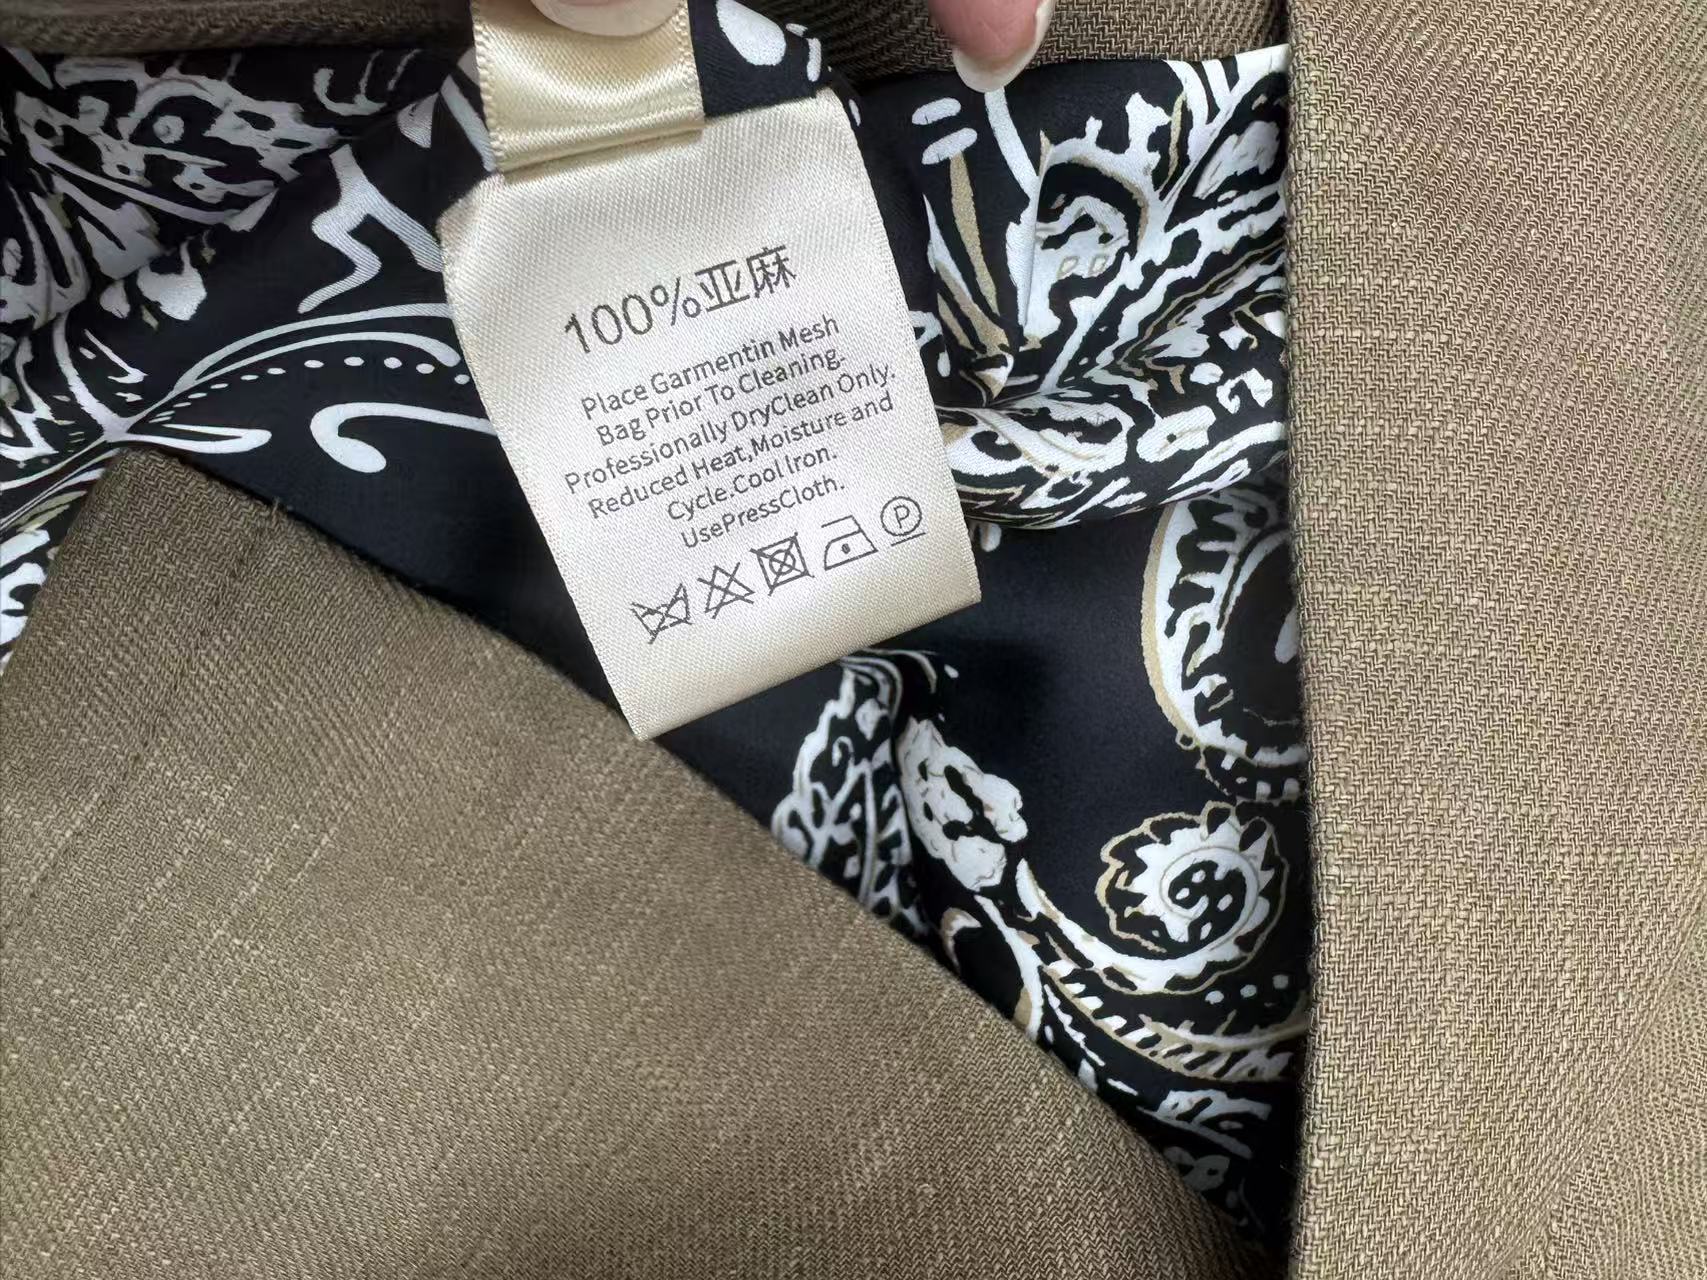 100%亚麻
Place Garmentin Mesh
Bag Prior To Cleaning.
Professionally DryClean Only.
Reduced Heat,Moisture and
Cycle.Cool Iron.
UsePressCloth.
P